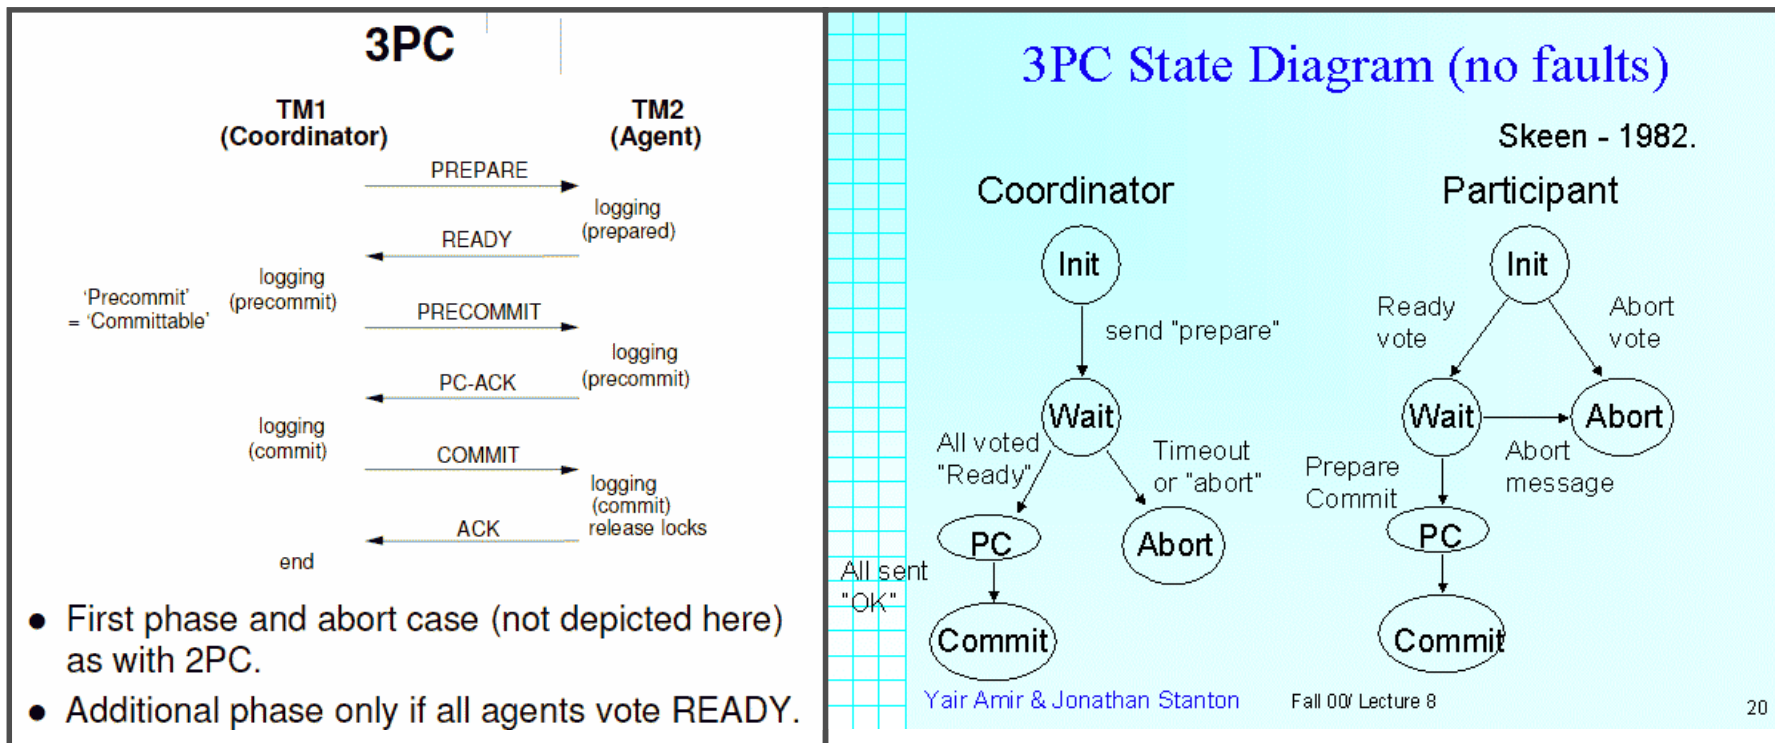 3PC
TM1
(Coordinator)
TM2
(Agent)
PREPARE
logging
(prepared)
READY
logging
(precommit)
'Precommit'
= 'Committable'
PRECOMMIT
logging
(precommit)
PC-ACK
logging
(commit)
COMMIT
logging
(commit)
release locks
ACK
end
● First phase and abort case (not depicted here)
as with 2PC.
● Additional phase only if all agents vote READY.
3PC State Diagram (no faults)
Skeen - 1982.
Coordinator
Init
send "prepare"
Wait
All voted
"Ready"
Timeout
or "abort"
PC
Abort
All sent
"OK"
Commit
Participant
Init
Ready
vote
Abort
vote
Wait
Abort
Abort
message
Prepare
Commit
PC
Commit
Yair Amir & Jonathan Stanton
Fall 00/ Lecture 8
20